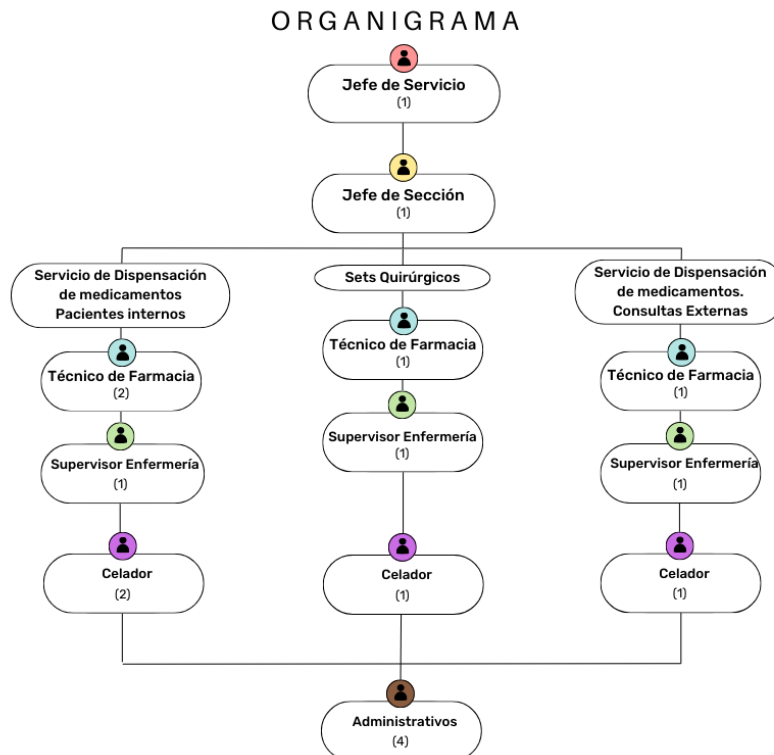 ORGANIGRAMA
Jefe de Servicio
(1)
Jefe de Sección
(1)
Servicio de Dispensación
de medicamentos
Pacientes internos
Técnico de Farmacia
(2)
Supervisor Enfermería
(1)
Celador
(2)
Sets Quirúrgicos
Técnico de Farmacia
(1)
Supervisor Enfermería
(1)
Celador
(1)
Servicio de Dispensación
de medicamentos.
Consultas Externas
Técnico de Farmacia
(1)
Supervisor Enfermería
(1)
Celador
(1)
Administrativos
(4)